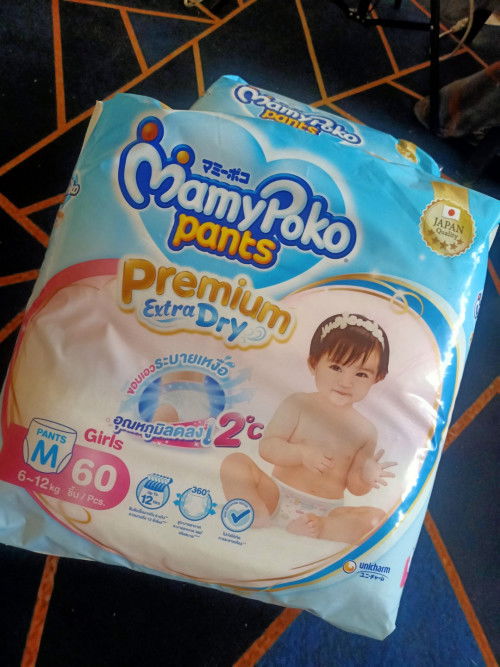 MamyPoko
pants
マミーポコ
MamyPoko
pants
JAPAN
Quality
Premium
Extra Dry
ขอบเอวระบายเหงื่อ
อุณหภูมิลดลง 2°C
PANTS
M
Girls
60
6~12kg
ชิ้น / Pcs.
12
360°
unicharm
ユニ・チャーム